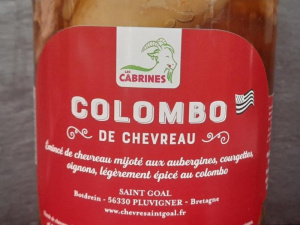 LES CABRINES
COLOMBO
DE CHEVREAU
Émincé de chevreau mijoté aux aubergines, courgettes,
oignons, légèrement épicé au colombo
SAINT GOAL
Botdrein - 56330 PLUVIGNER - Bretagne
www.chevresaintgoal.fr